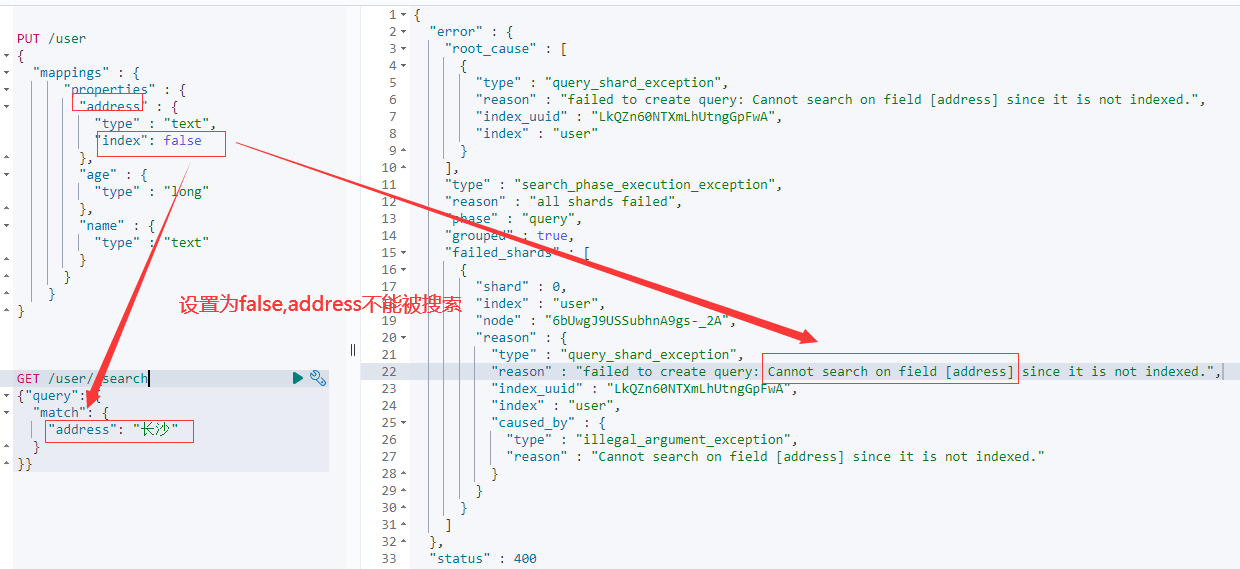 PUT /user
{
"mappings" : {
"properties" : {
"address" : {
"type" : "text",
"index": false
},
"age" : {
"type" : "long"
},
"name" : {
"type" : "text"
}
}
}
}
设置为false,address不能被搜索
GET /user/_search
{"query": {
"match": {
"address": "长沙"
}
}}
1 {
2 "error" : {
3 "root_cause" : [
4 {
5 "type" : "query_shard_exception",
6 "reason" : "failed to create query: Cannot search on field [address] since it is not indexed.",
7 "index_uuid" : "LkQZn60NTXmLhUtngGpFwA",
8 "index" : "user"
9 }
10 ],
11 "type" : "search_phase_execution_exception",
12 "reason" : "all shards failed",
13 "phase" : "query",
14 "grouped" : true,
15 "failed_shards" : [
16 {
17 "shard" : 0,
18 "index" : "user",
19 "node" : "6bUwgJ9USSubhnA9gs-_2A",
20 "reason" : {
21 "type" : "query_shard_exception",
22 "reason" : "failed to create query: Cannot search on field [address] since it is not indexed.",
23 "index_uuid" : "LkQZn60NTXmLhUtngGpFwA",
24 "index" : "user",
25 "caused_by" : {
26 "type" : "illegal_argument_exception",
27 "reason" : "Cannot search on field [address] since it is not indexed."
28 }
29 }
30 }
31 ]
32 },
33 "status" : 400